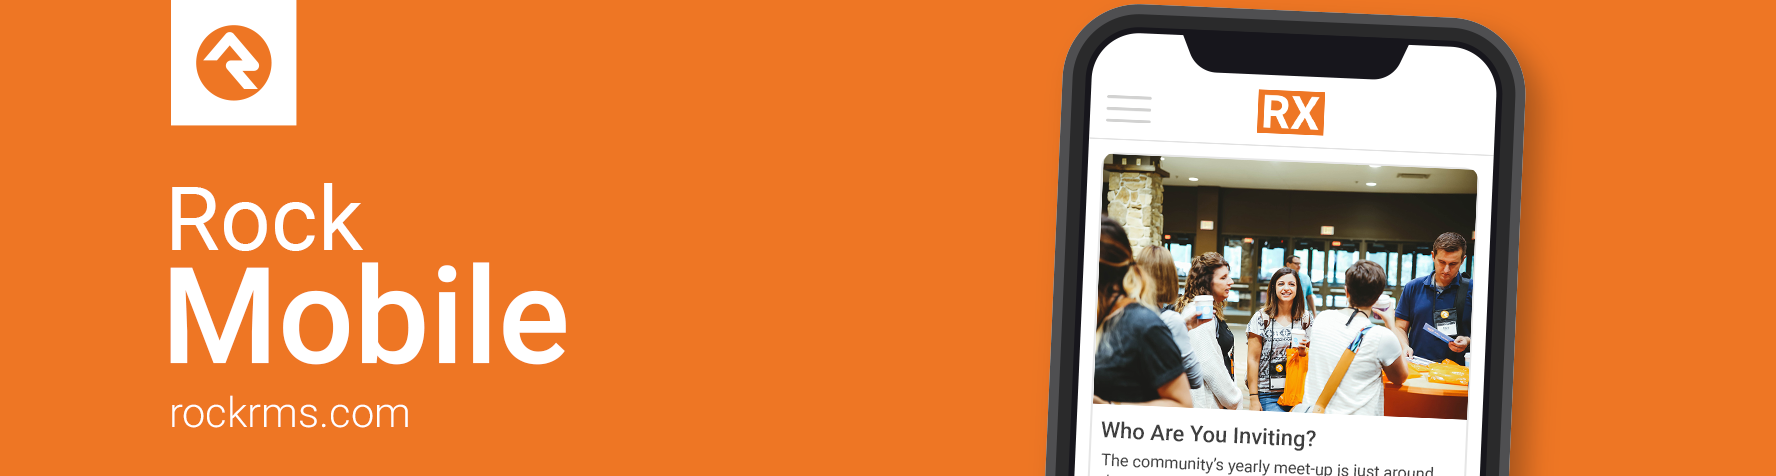 Rock
Mobile
rockrms.com
RX
Who Are You Inviting?
The community's yearly meet-up is just around